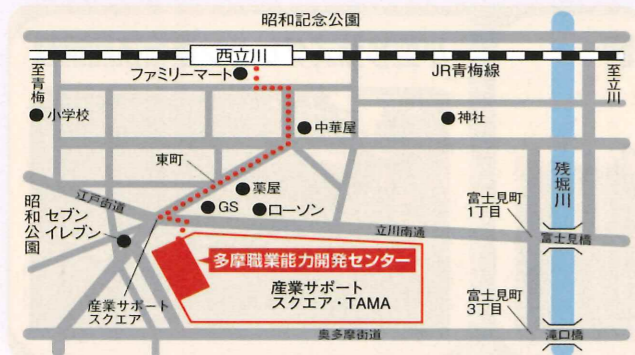 昭和記念公園
西立川
ファミリーマート
JR青梅線
至青梅
至立川
小学校
中華屋
神社
東町
薬屋
残堀川
江戸街道
GS
ローソン
富士見町
1丁目
昭和公園
セブン
イレブン
立川南通
富士見橋
多摩職業能力開発センター
産業サポート
スクエア・TAMA
産業サポート
スクエア
富士見町
3丁目
奥多摩街道
滝口橋